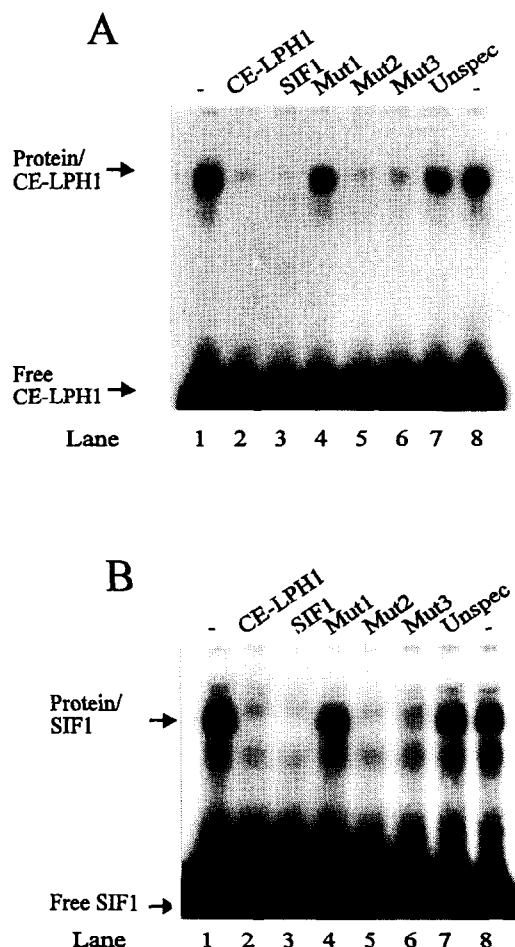 A
- CE-LPH1 SIF1 Mut1 Mut2 Mut3 Unspec -
Protein/
CE-LPH1
Free
CE-LPH1
Lane 1 2 3 4 5 6 7 8
B
- CE-LPH1 SIF1 Mut1 Mut2 Mut3 Unspec -
Protein/
SIF1
Free SIF1
Lane 1 2 3 4 5 6 7 8